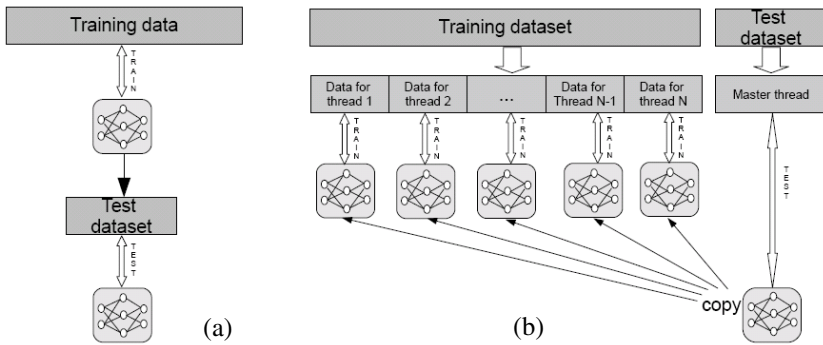 Training data
TRAIN
Test
dataset
TEST
(a)
Training dataset
Test
dataset
Data for
thread 1
Data for
thread 2
...
Data for
Thread N-1
Data for
thread N
Master thread
TRAIN
TRAIN
TRAIN
TRAIN
TRAIN
TEST
copy
(b)